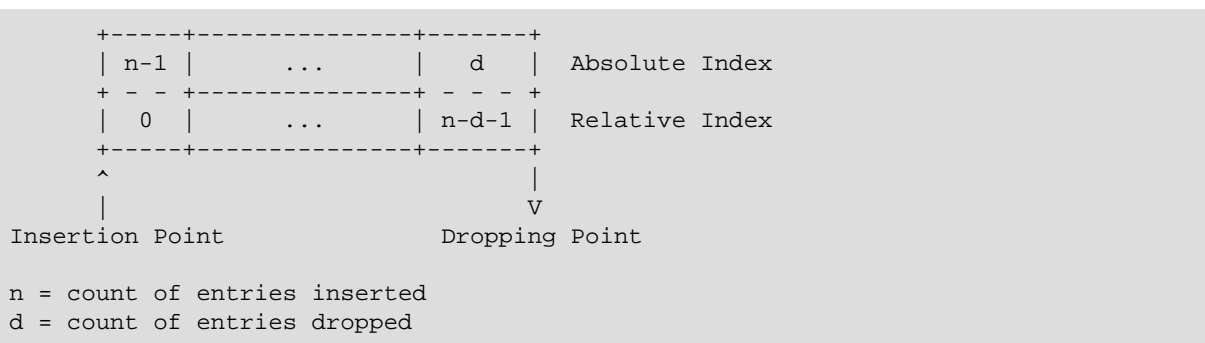 +-----+---------------+-------+
| n-1 |      ...      |   d   |  Absolute Index
+ - - +---------------+ - - - +
|  0  |      ...      | n-d-1 |  Relative Index
+-----+---------------+-------+
^                             |
|                             V
Insertion Point               Dropping Point
n = count of entries inserted
d = count of entries dropped